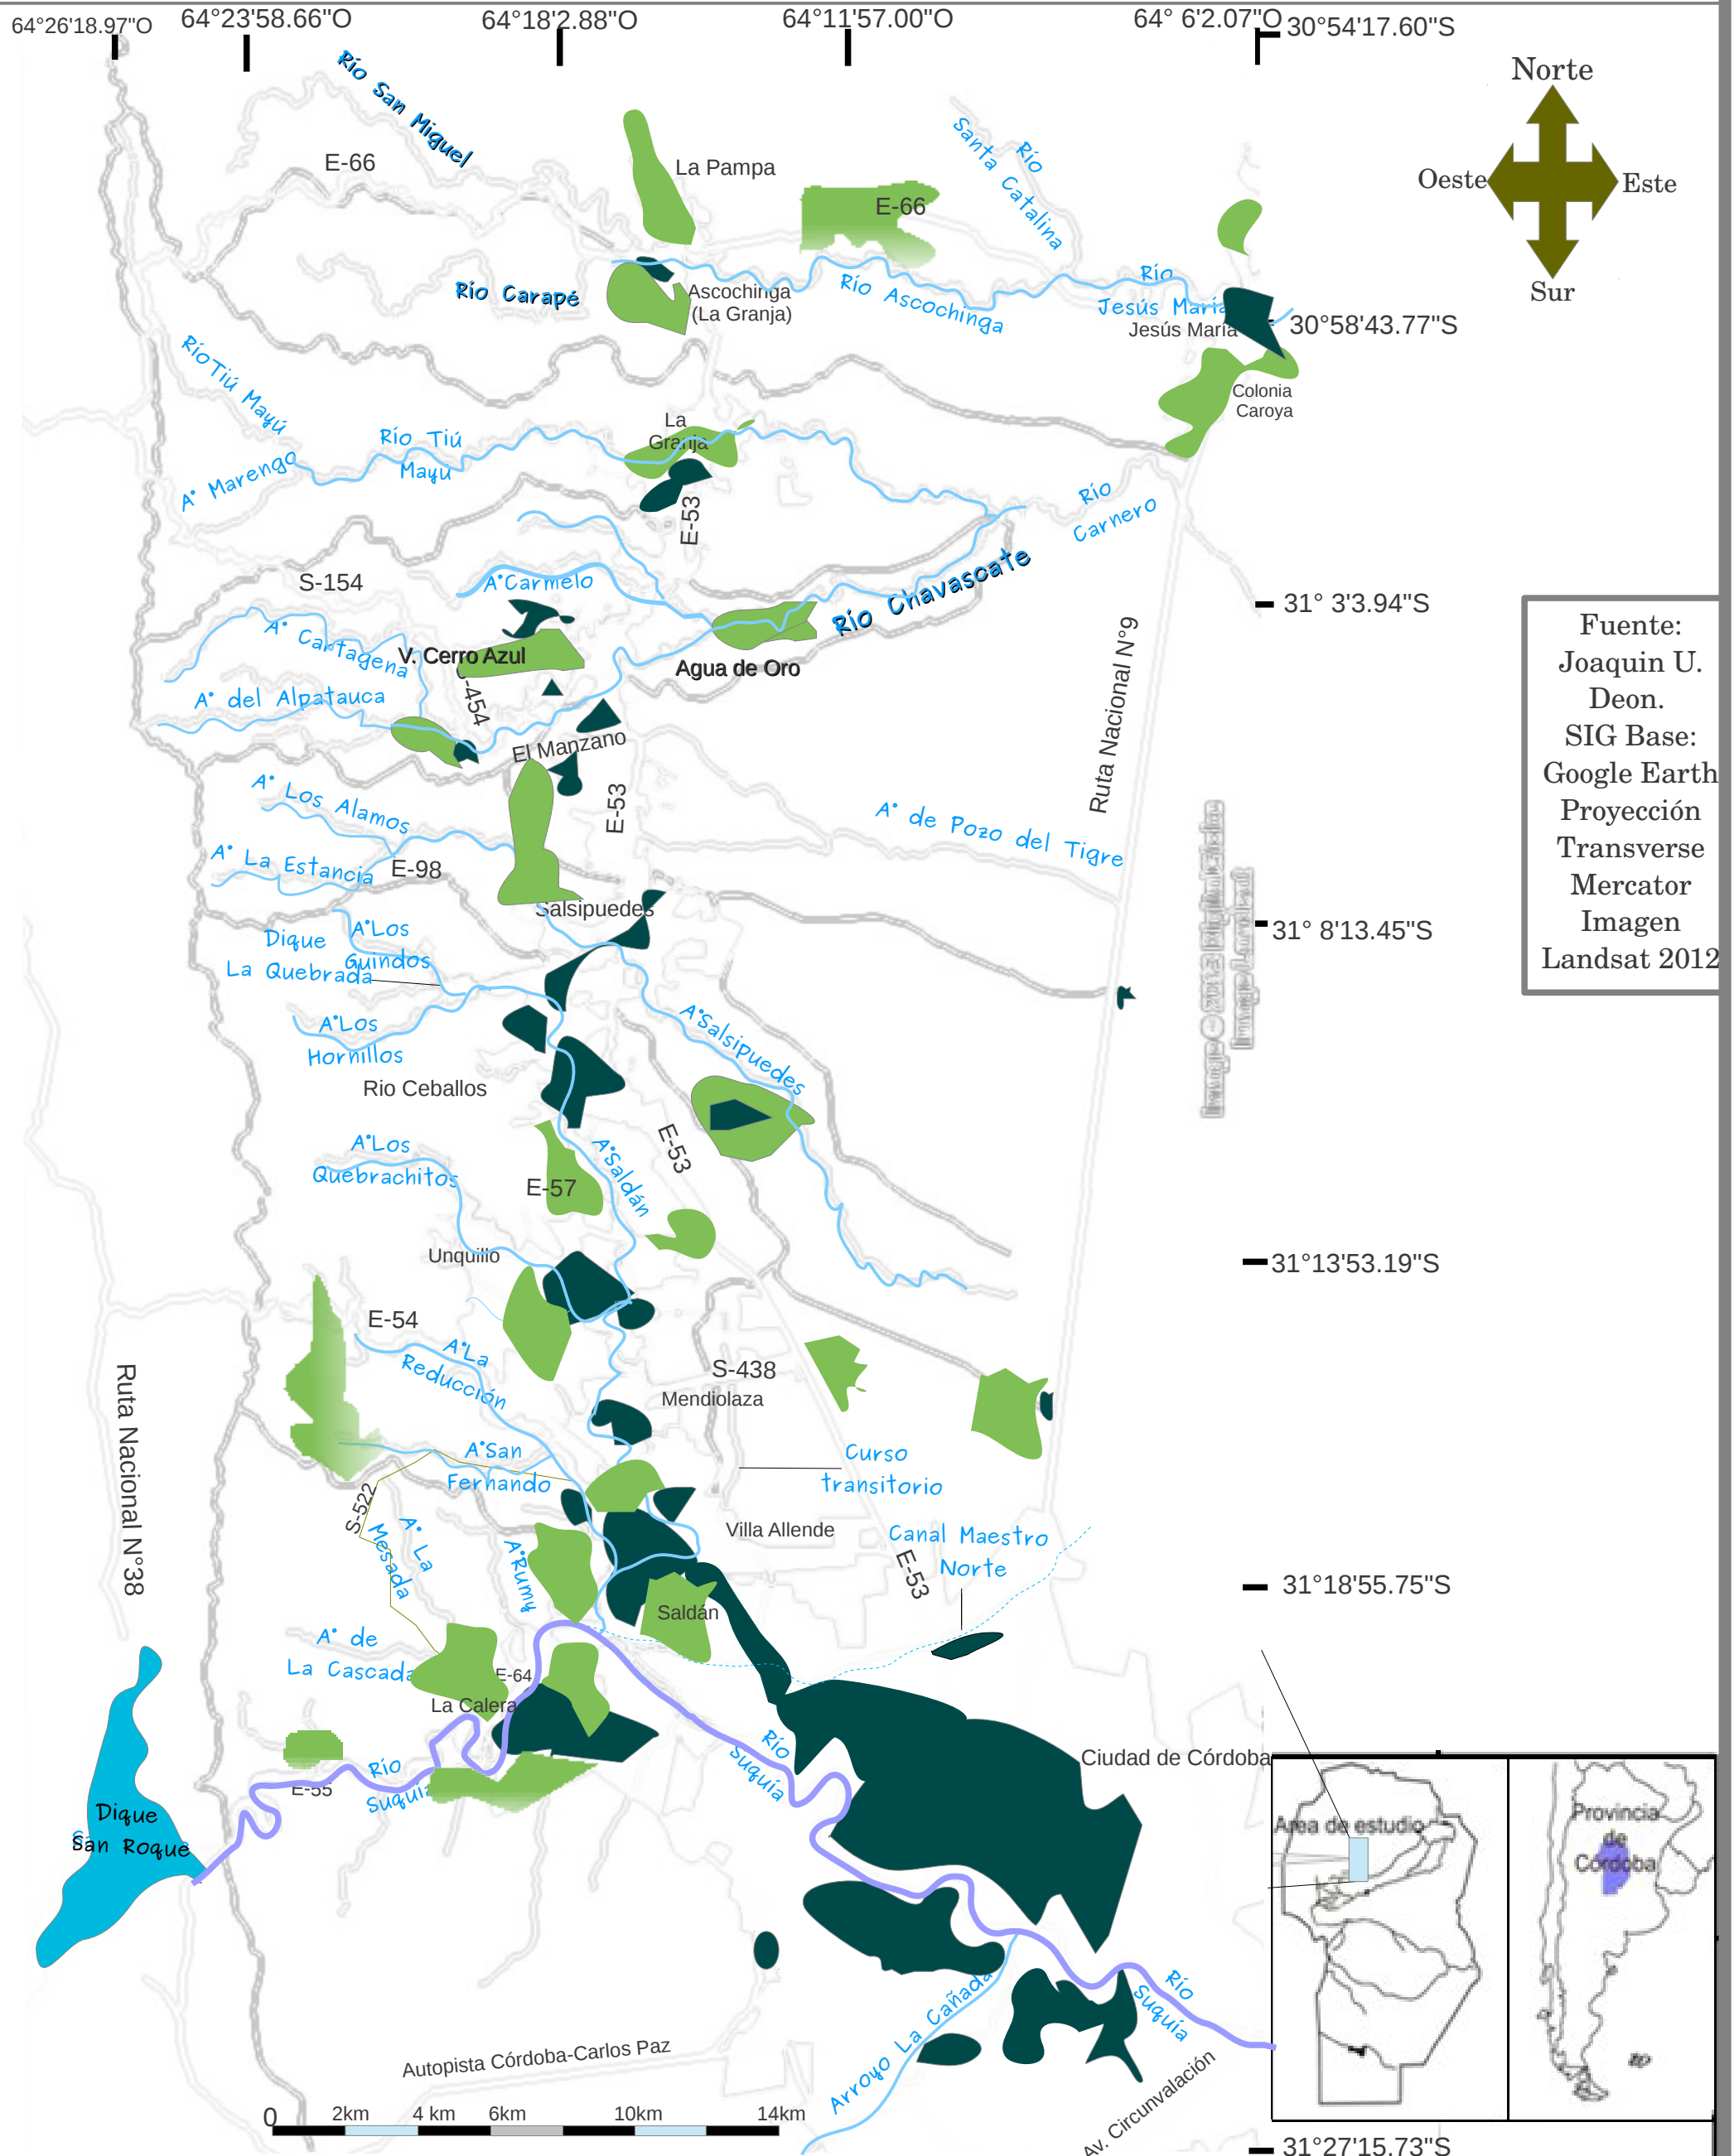 64°26'18.97"O
64°23'58.66"O
64°18'2.88"O
64°11'57.00"O
64° 6'2.07"O
30°54'17.60"S
Norte
Oeste
Este
Sur
Río San Miguel
E-66
La Pampa
E-66
Río
Santa Catalina
Río Carapé
Ascochinga
(La Granja)
Río Ascochinga
Río
Jesús María
Jesús María
30°58'43.77"S
Colonia
Caroya
Río Tiú Mayú
A° Marengo
Río Tiú
Mayú
La
Granja
E-53
Río
Carnero
S-154
A°Carmelo
Río Chavascate
31° 3'3.94"S
A° Cartagena
V. Cerro Azul
Agua de Oro
A° del Alpatauca
-454
El Manzano
Ruta Nacional N°9
Fuente:
Joaquin U.
Deon.
SIG Base:
Google Earth
Proyección
Transverse
Mercator
Imagen
Landsat 2012
A° Los Alamos
E-53
A° de Pozo del Tigre
A° La Estancia
E-98
Salsipuedes
31° 8'13.45"S
A°Los
Guindos
Dique
La Quebrada
A°Los
Hornillos
A°Salsipuedes
Rio Ceballos
A°Los
Quebrachitos
E-53
A°Saldán
E-57
Unquillo
31°13'53.19"S
E-54
A°La
Reducción
S-438
Mendiolaza
Ruta Nacional N°38
A°San
Fernando
Curso
transitorio
S-522
A° La
Mesada
A°Rumy
Villa Allende
Canal Maestro
Norte
E-53
31°18'55.75"S
Saldán
A° de
La Cascada
E-64
La Calera
Río
Suquía
Ciudad de Córdoba
E-55
Río
Suquía
Dique
San Roque
Area de estudio
Provincia
de
Córdoba
Río
Suquía
Arroyo La Cañada
Autopista Córdoba-Carlos Paz
Av. Circunvalación
0
2km
4 km
6km
10km
14km
31°27'15.73"S